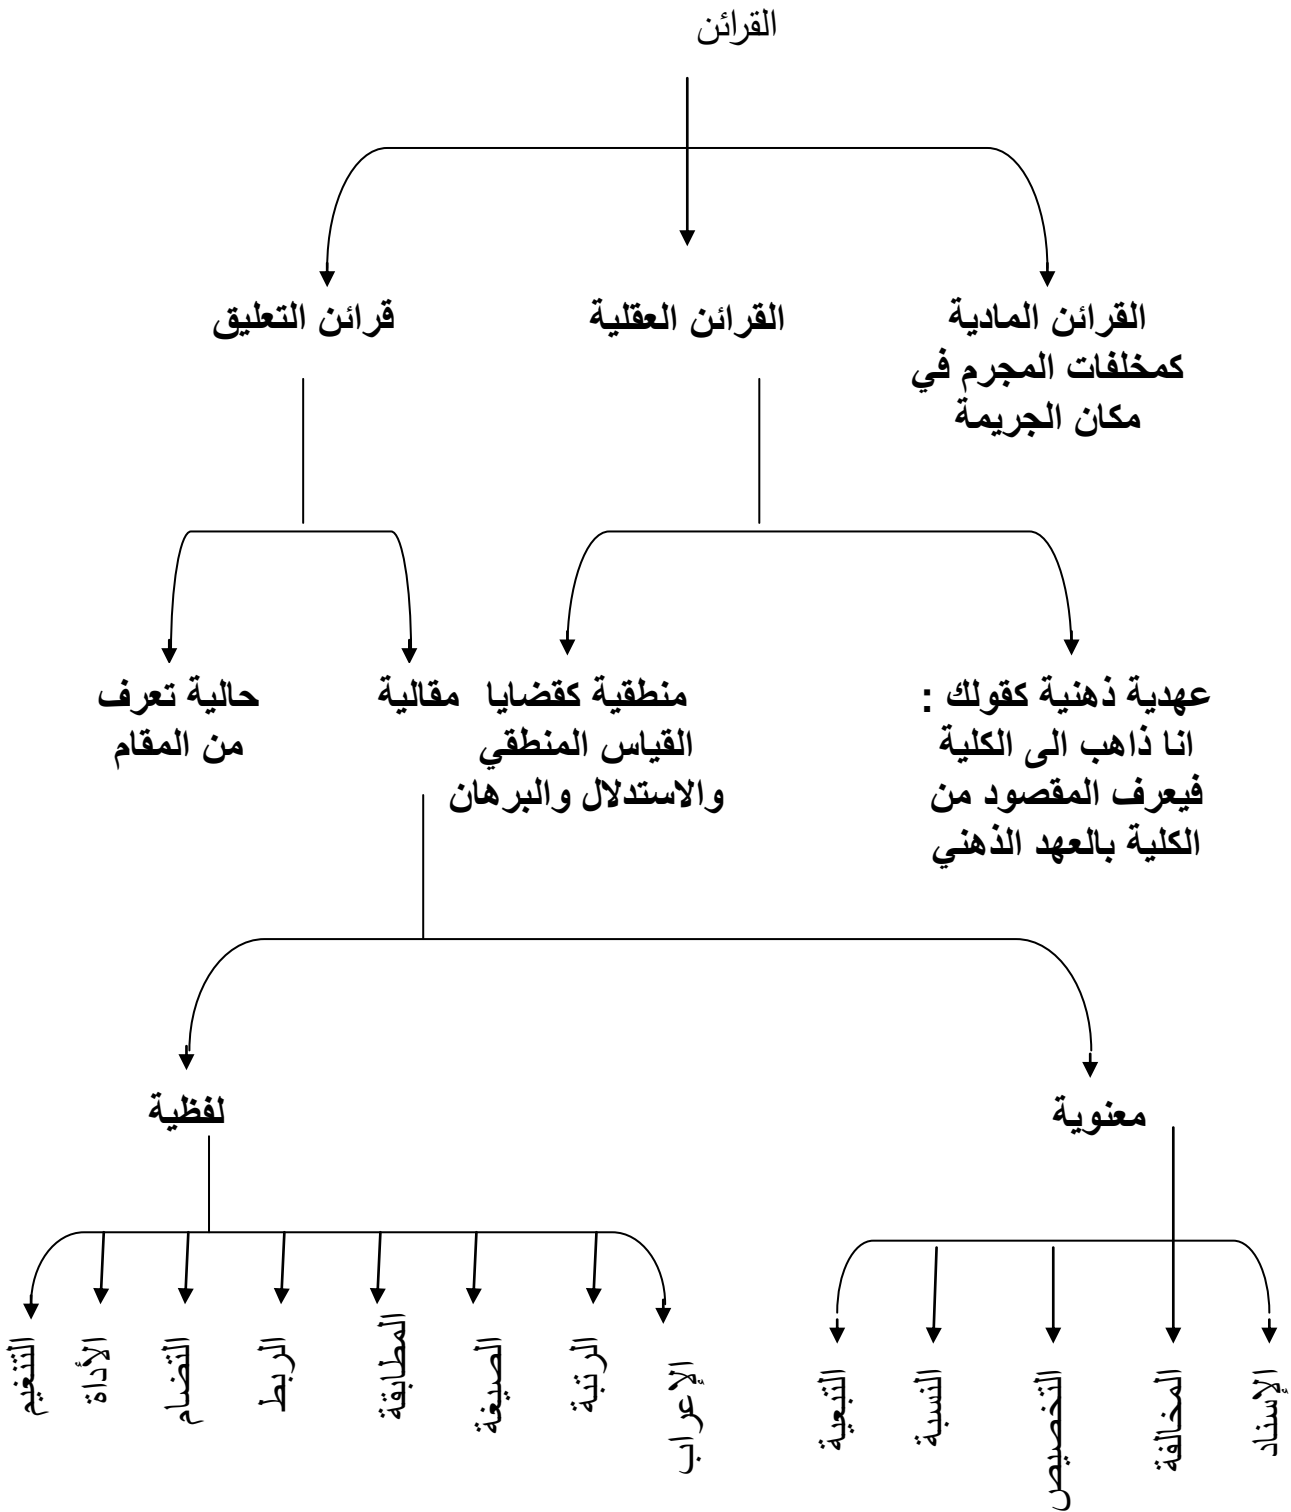 القرائن
القرائن المادية
كمخلفات المجرم في
مكان الجريمة
القرائن العقلية
قرائن التعليق
عهدية ذهنية كقولك :
انا ذاهب الى الكلية
فيعرف المقصود من
الكلية بالعهد الذهني
منطقية كقضايا
القياس المنطقي
والاستدلال والبرهان
مقالية
حالية تعرف
من المقام
معنوية
لفظية
الإسناد
المخالفة
التخصيص
النسبة
التبعية
الإعراب
الرتبة
الصيغة
المطابقة
الربط
التضام
الأداة
التنغيم